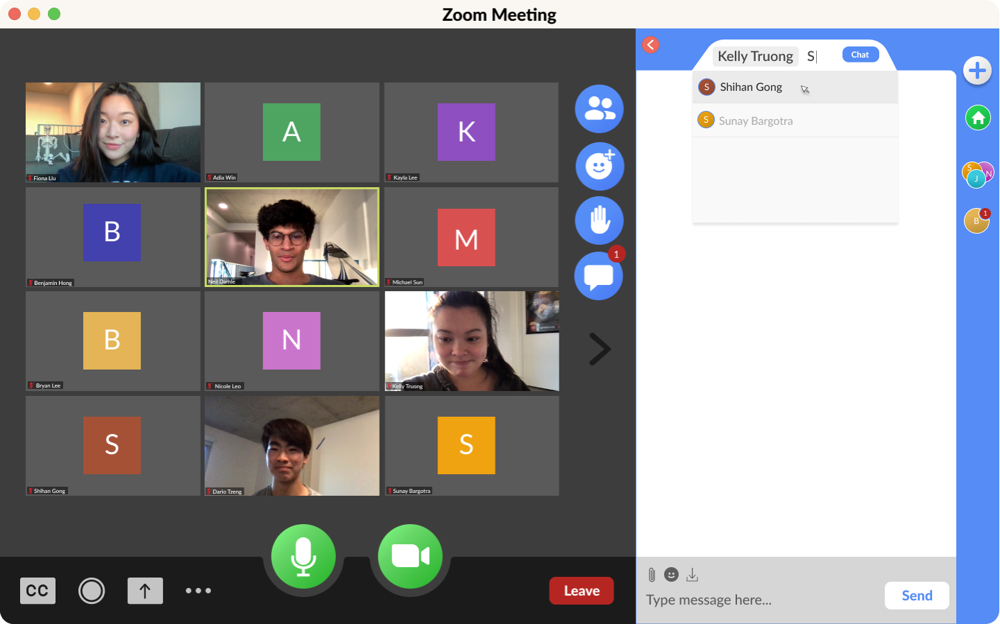 Zoom Meeting
Fiona Liu
A
Adia Win
K
Kayla Lee
B
Benjamin Hong
Neil Damle
M
Michael Sun
B
Bryan Lee
N
Nicole Leo
Kelly Truong
S
Shihan Gong
Dario Tzeng
S
Sunay Bargotra
1
CC
Leave
Kelly Truong S
Chat
S Shihan Gong
S Sunay Bargotra
S
N
J
B
1
Type message here...
Send